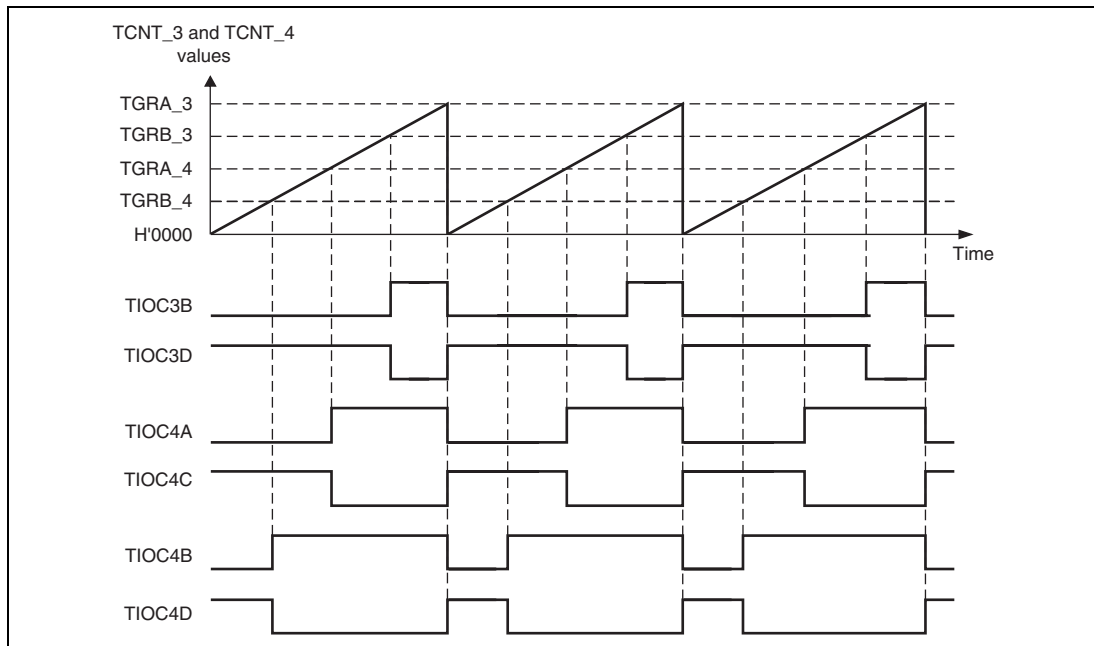 TCNT_3 and TCNT_4
values
TGRA_3
TGRB_3
TGRA_4
TGRB_4
H'0000
Time
TIOC3B
TIOC3D
TIOC4A
TIOC4C
TIOC4B
TIOC4D